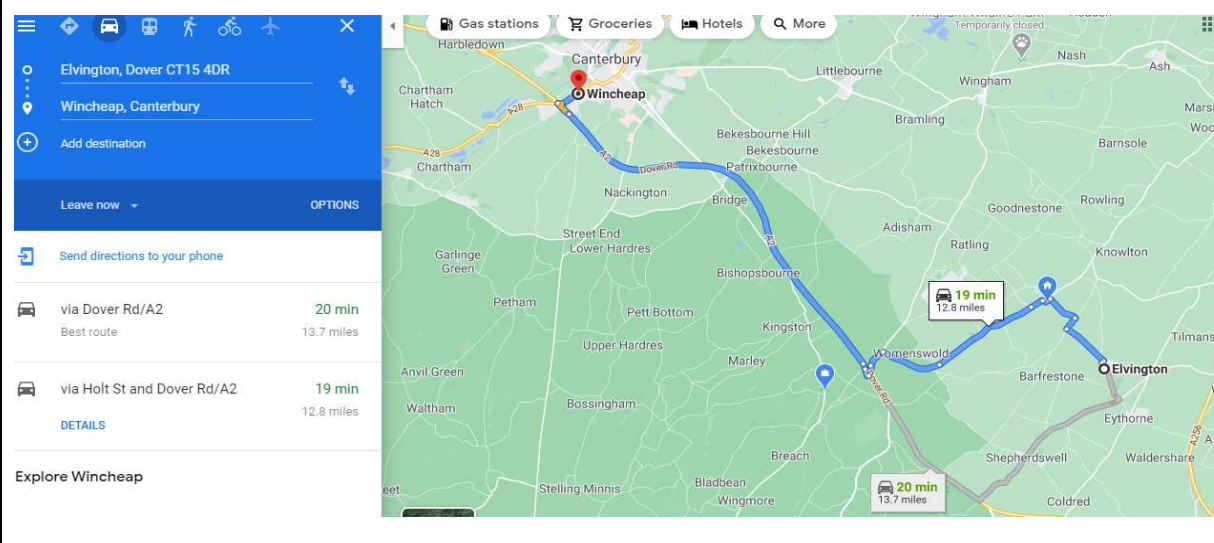 Elvington, Dover CT15 4DR
Wincheap, Canterbury
Add destination
Leave now
OPTIONS
Send directions to your phone
via Dover Rd/A2 20 min
Best route 13.7 miles
via Holt St and Dover Rd/A2 19 min
12.8 miles
DETAILS
Explore Wincheap
Gas stations
Groceries
Hotels
More
Temporarily closed
Harbledown
Canterbury
Nash
Ash
Littlebourne
Wingham
Chartham
Hatch
Wincheap
A28
Bramling
Bekesbourne Hill
Bekesbourne
Barnsole
A28
Chartham
A2
Dover Rd
Patrixbourne
Nackington
Bridge
Goodnestone
Rowling
Adisham
Street End
Lower Hardres
A2
Ratling
Knowlton
Garlinge
Green
Bishopsbourne
19 min
12.8 miles
Petham
Pett Bottom
Kingston
Upper Hardres
Womenswold
Marley
Elvington
Anvil Green
Barfrestone
Dover Rd
Waltham
Bossingham
Eythorne
A256
Breach
Shepherdswell
Waldershare
Stelling Minnis
Bladbean
20 min
13.7 miles
Wingmore
Coldred